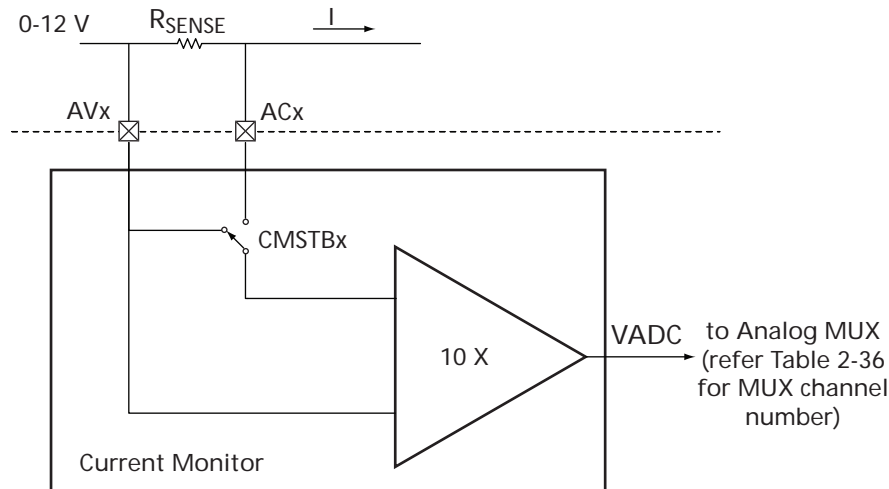 0-12 V
RSENSE
I
AVx
ACx
CMSTBx
10 X
VADC
to Analog MUX
(refer Table 2-36
for MUX channel
number)
Current Monitor